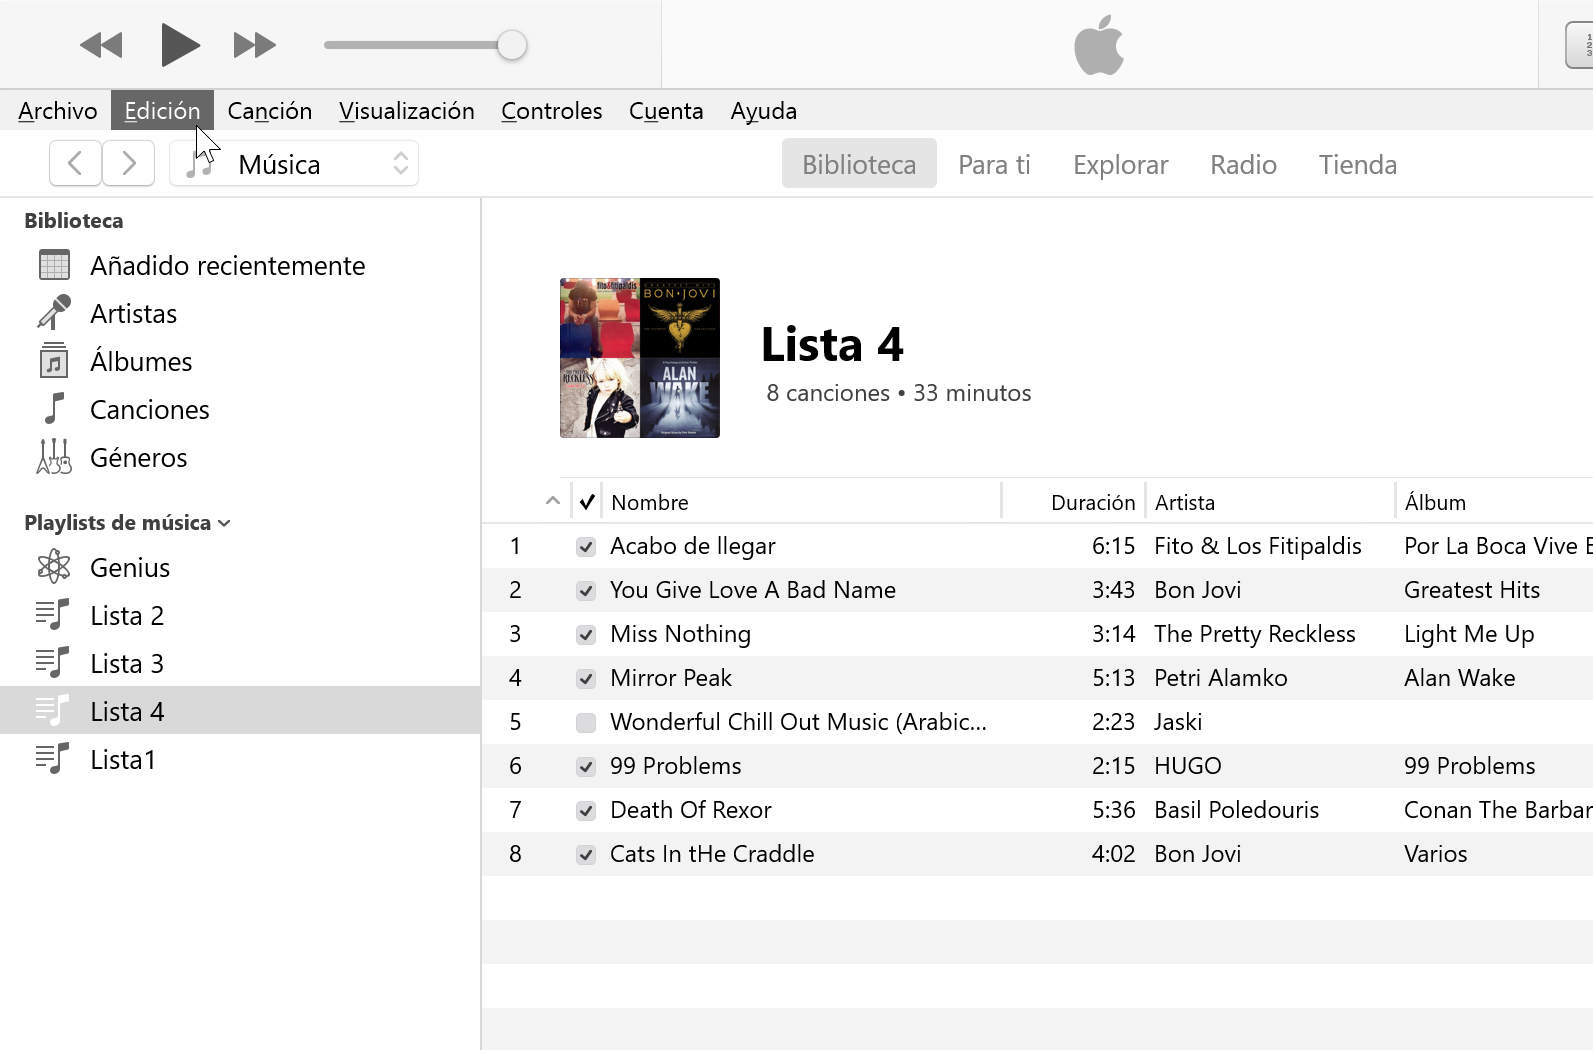 Archivo Edición Canción Visualización Controles Cuenta Ayuda
Música
Biblioteca Para ti Explorar Radio Tienda
Biblioteca
Añadido recientemente
Artistas
Álbumes
Canciones
Géneros
Playlists de música
Genius
Lista 2
Lista 3
Lista 4
Lista1
fito&fitipaldis
GREATEST HITS
BON JOVI
RECKLESS
ALAN
WAKE
Lista 4
8 canciones • 33 minutos
Nombre Duración Artista Álbum
1 Acabo de llegar 6:15 Fito & Los Fitipaldis Por La Boca Vive E
2 You Give Love A Bad Name 3:43 Bon Jovi Greatest Hits
3 Miss Nothing 3:14 The Pretty Reckless Light Me Up
4 Mirror Peak 5:13 Petri Alamko Alan Wake
5 Wonderful Chill Out Music (Arabic... 2:23 Jaski
6 99 Problems 2:15 HUGO 99 Problems
7 Death Of Rexor 5:36 Basil Poledouris Conan The Barbar
8 Cats In tHe Craddle 4:02 Bon Jovi Varios